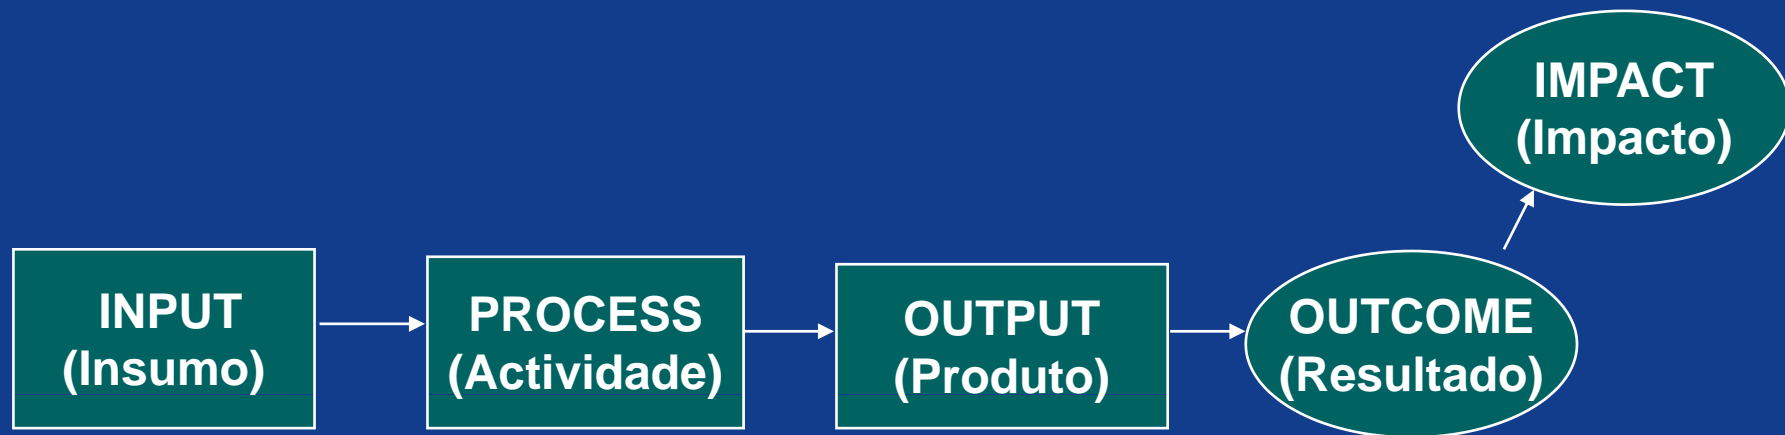 IMPACT
(Impacto)
INPUT
(Insumo)
PROCESS
(Actividade)
OUTPUT
(Produto)
OUTCOME
(Resultado)